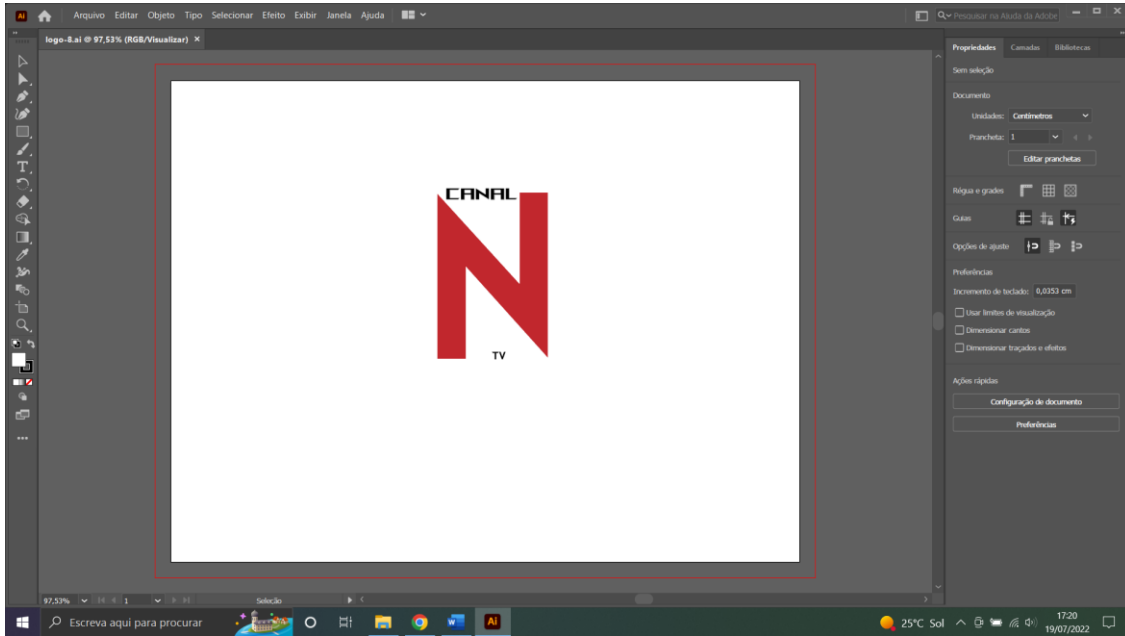 Ai Arquivo Editar Objeto Tipo Selecionar Efeito Exibir Janela Ajuda Pesquisar na Ajuda da Adobe
logo-8.ai @ 97,53% (RGB/Visualizar) ×
Propriedades Camadas Bibliotecas
Sem seleção
Documento
Unidades: Centímetros
Prancheta: 1
Editar pranchetas
Régua e grades
Guias
Opções de ajuste
Preferências
Incremento de teclado: 0,0353 cm
Usar limites de visualização
Dimensionar cantos
Dimensionar traçados e efeitos
Ações rápidas
Configuração de documento
Preferências
CANAL
N
TV
97,53% 1 Seleção
Escreva aqui para procurar W Ai 25°C Sol 17:20
19/07/2022